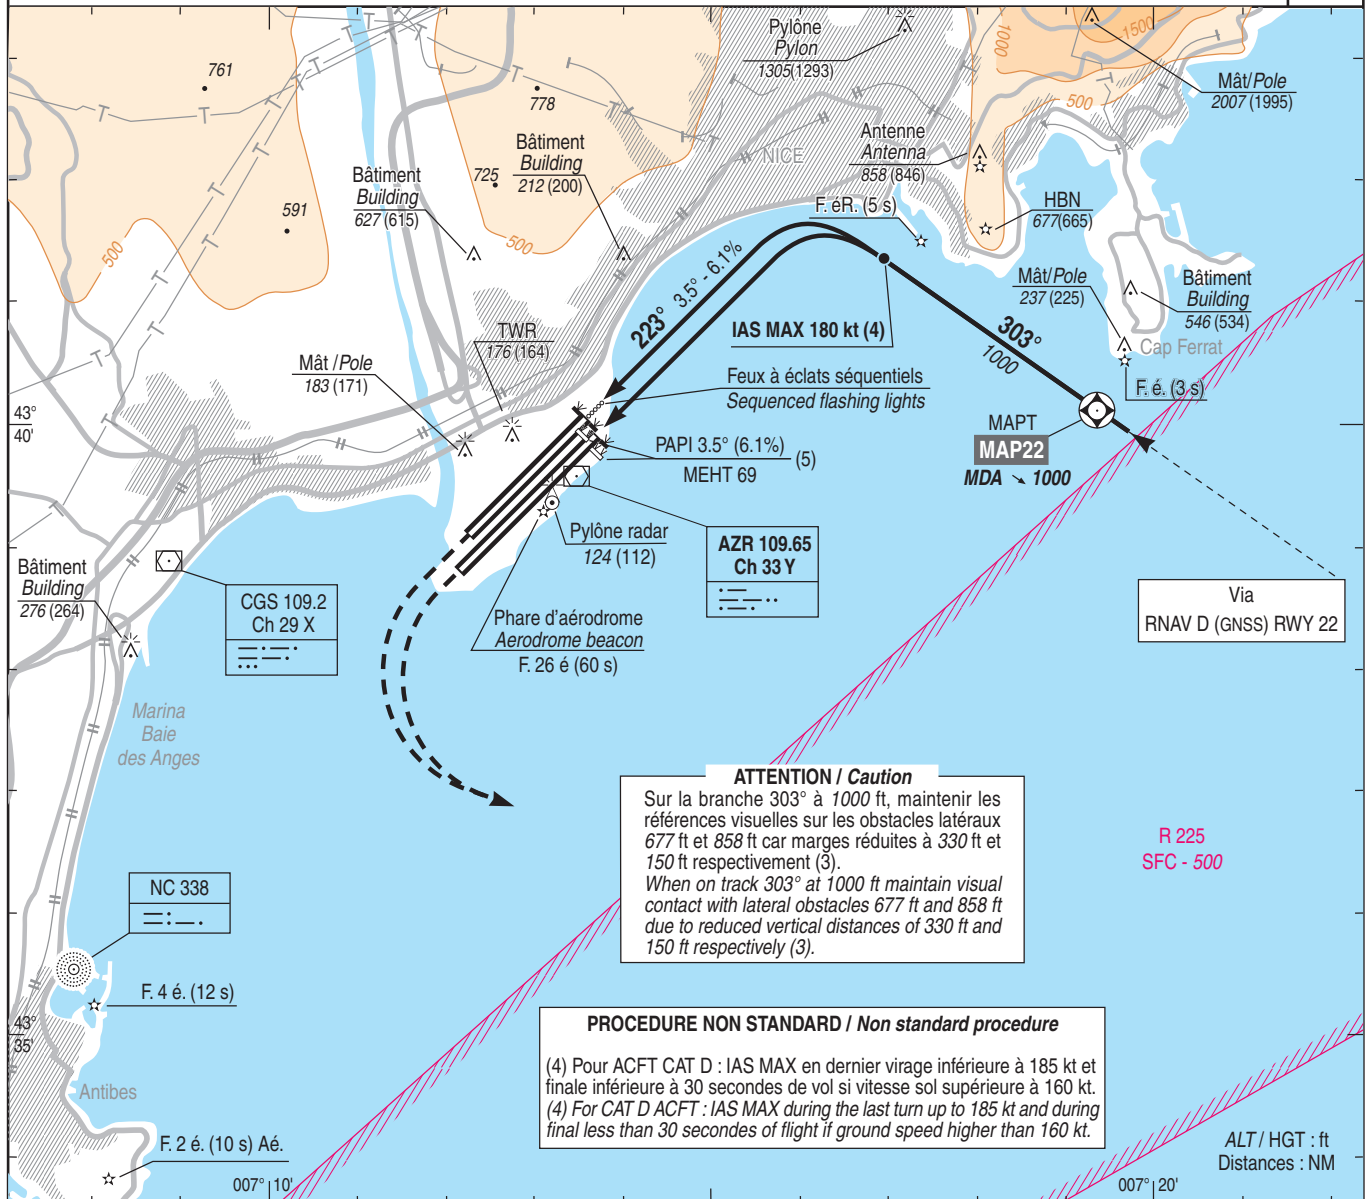 Pylône
Pylon
1305(1293)
1500
1000
500
Mât/Pole
2007 (1995)
761
778
Bâtiment
Building
212 (200)
Bâtiment
Building
627 (615)
725
591
500
500
NICE
Antenne
Antenna
858 (846)
F. éR. (5 s)
HBN
677(665)
Mât/Pole
237 (225)
Bâtiment
Building
546 (534)
Cap Ferrat
F. é. (3 s)
223° 3.5° - 6.1%
IAS MAX 180 kt (4)
303°
1000
TWR
176 (164)
Mât /Pole
183 (171)
Feux à éclats séquentiels
Sequenced flashing lights
MAPT
MAP22
MDA ↘ 1000
43°
40'
PAPI 3.5° (6.1%)
MEHT 69
(5)
Pylône radar
124 (112)
AZR 109.65
Ch 33 Y
Bâtiment
Building
276 (264)
CGS 109.2
Ch 29 X
Phare d'aérodrome
Aerodrome beacon
F. 26 é (60 s)
Via
RNAV D (GNSS) RWY 22
Marina
Baie
des Anges
ATTENTION / Caution
Sur la branche 303° à 1000 ft, maintenir les
références visuelles sur les obstacles latéraux
677 ft et 858 ft car marges réduites à 330 ft et
150 ft respectivement (3).
When on track 303° at 1000 ft maintain visual
contact with lateral obstacles 677 ft and 858 ft
due to reduced vertical distances of 330 ft and
150 ft respectively (3).
R 225
SFC - 500
NC 338
F. 4 é. (12 s)
43°
35'
PROCEDURE NON STANDARD / Non standard procedure
(4) Pour ACFT CAT D : IAS MAX en dernier virage inférieure à 185 kt et
finale inférieure à 30 secondes de vol si vitesse sol supérieure à 160 kt.
(4) For CAT D ACFT : IAS MAX during the last turn up to 185 kt and during
final less than 30 secondes of flight if ground speed higher than 160 kt.
Antibes
F. 2 é. (10 s) Aé.
ALT / HGT : ft
Distances : NM
007° 10'
007° 20'